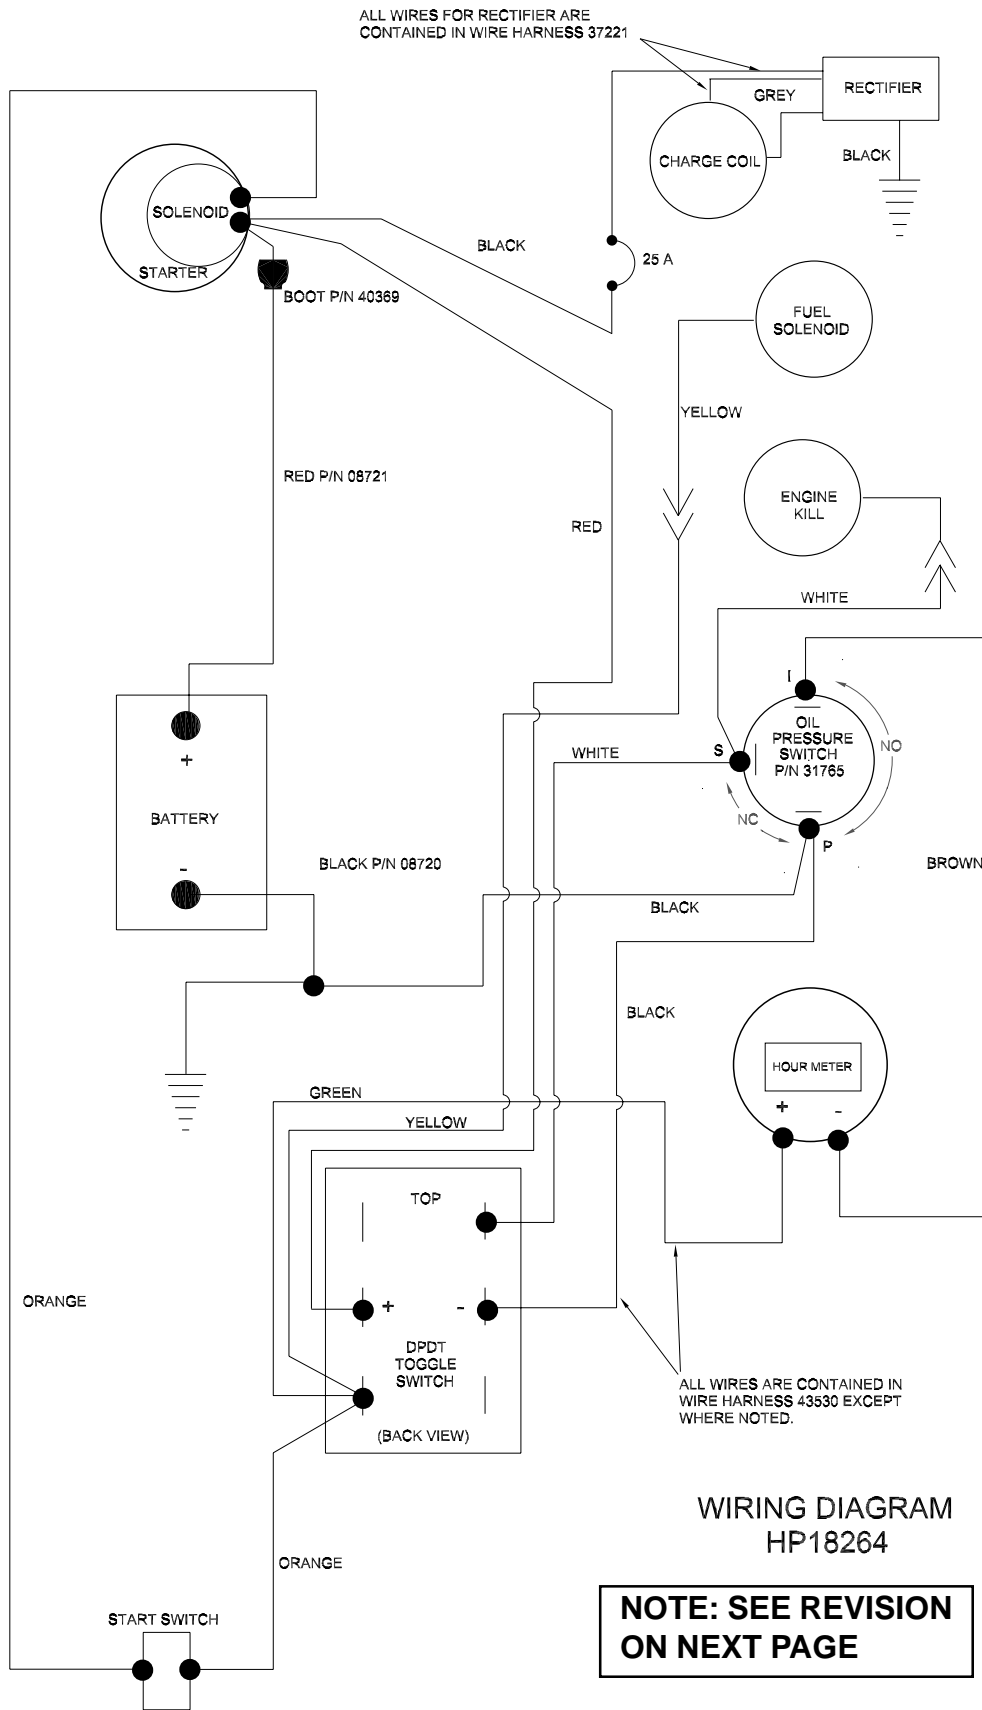 ALL WIRES FOR RECTIFIER ARE
CONTAINED IN WIRE HARNESS 37221
RECTIFIER
GREY
CHARGE COIL
BLACK
SOLENOID
STARTER
BLACK
25 A
BOOT P/N 40369
FUEL
SOLENOID
YELLOW
RED P/N 08721
ENGINE
KILL
RED
WHITE
I
OIL
PRESSURE
SWITCH
P/N 31765
NO
S
WHITE
NC
P
+
BATTERY
-
BLACK P/N 08720
BROWN
BLACK
BLACK
HOUR METER
+ -
GREEN
YELLOW
TOP
+ -
DPDT
TOGGLE
SWITCH
(BACK VIEW)
ORANGE
ALL WIRES ARE CONTAINED IN
WIRE HARNESS 43530 EXCEPT
WHERE NOTED.
WIRING DIAGRAM
HP18264
ORANGE
START SWITCH
NOTE: SEE REVISION
ON NEXT PAGE